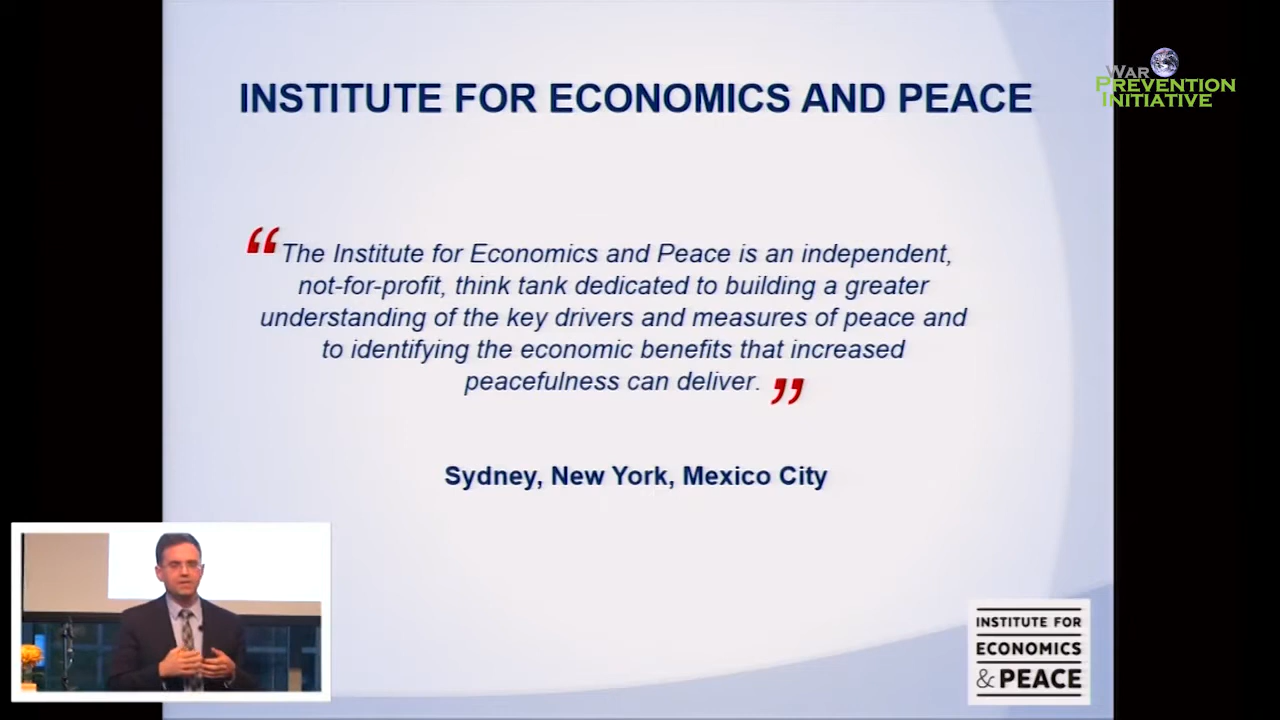 INSTITUTE FOR ECONOMICS AND PEACE
WAR
PREVENTION
INITIATIVE
“The Institute for Economics and Peace is an independent,
not-for-profit, think tank dedicated to building a greater
understanding of the key drivers and measures of peace and
to identifying the economic benefits that increased
peacefulness can deliver. ”
Sydney, New York, Mexico City
INSTITUTE FOR
ECONOMICS
& PEACE